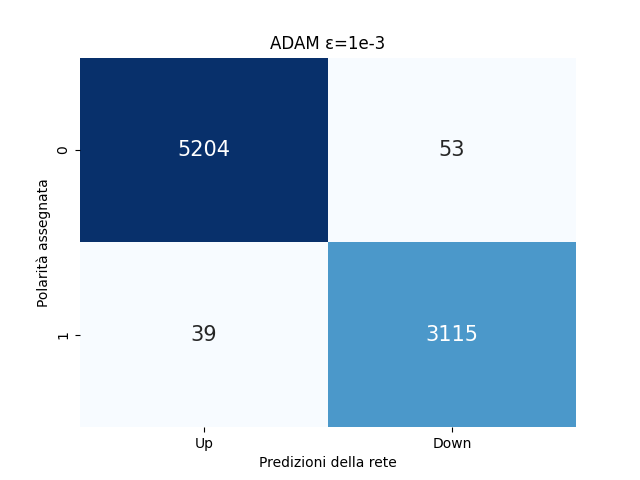 ADAM ε=1e-3
Polarità assegnata
0
5204 53
1
39 3115
Up Down
Predizioni della rete